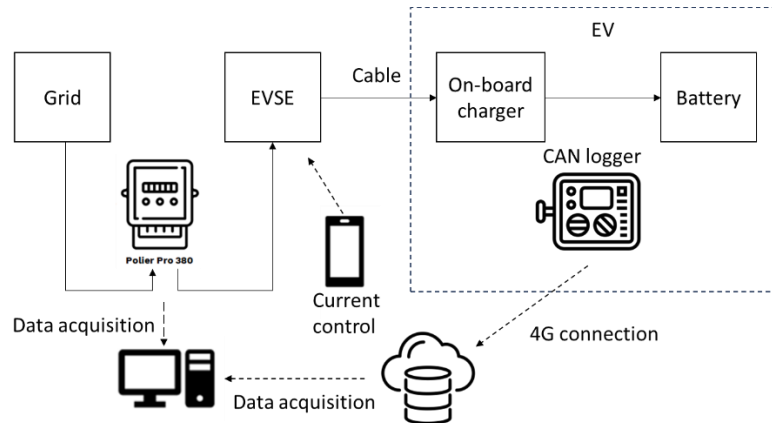 EV
Grid
EVSE
Cable
On-board
charger
Battery
CAN logger
Polier Pro 380
Current
control
Data acquisition
4G connection
Data acquisition